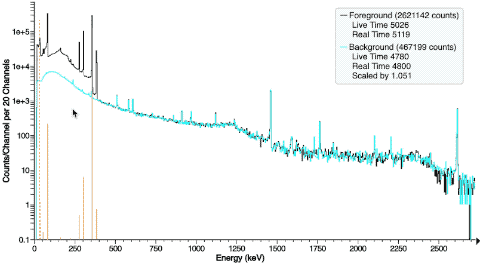 Foreground (2621142 counts)
Live Time 5026
Real Time 5119
Background (467199 counts)
Live Time 4780
Real Time 4800
Scaled by 1.051
Counts/Channel per 20 Channels
1e+5
1e+4
1e+3
100
10
1
0.1
0
250
500
750
1000
1250
1500
1750
2000
2250
2500
Energy (keV)